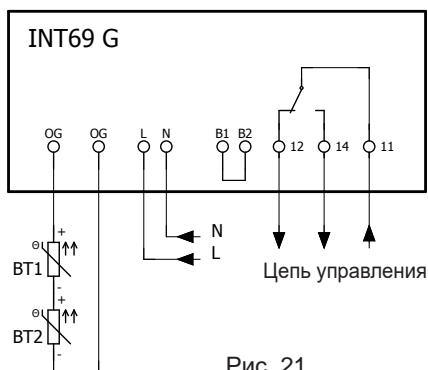 INT69 G
OG OG L N B1 B2 12 14 11
N
L
Цепь управления
+
Θ
BT1
-
+
Θ
BT2
-
Рис. 21